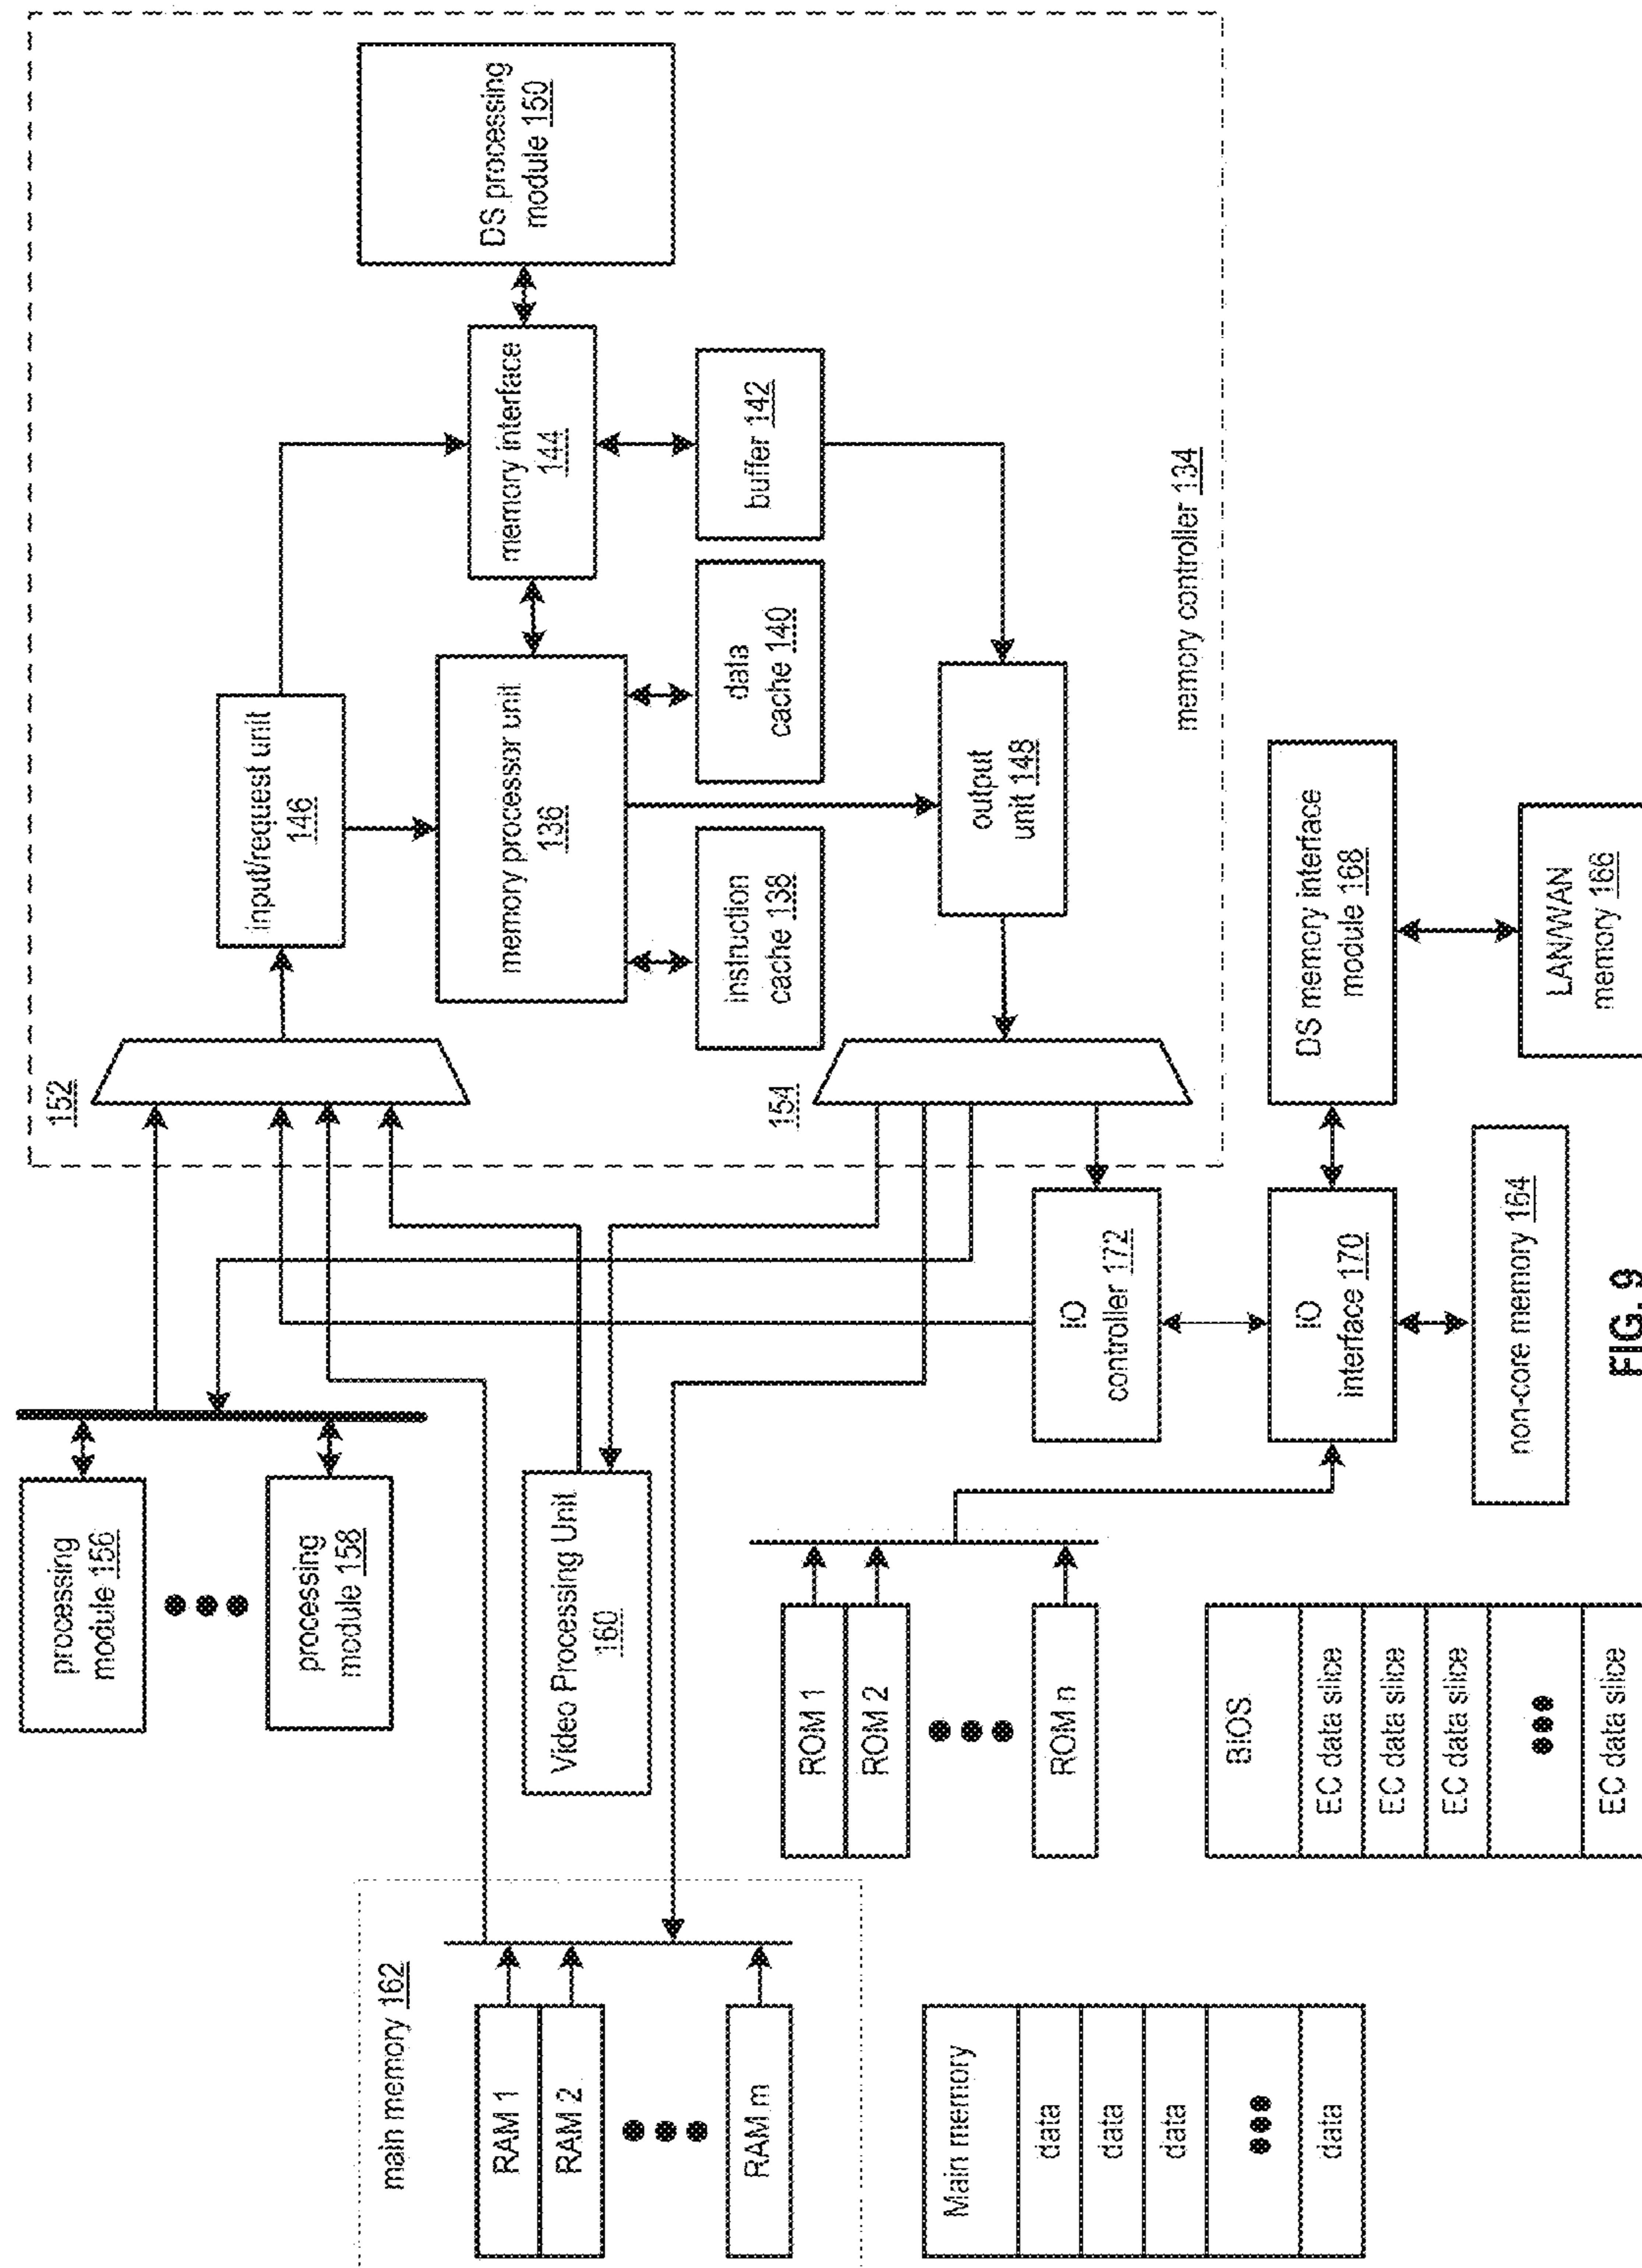 main memory 162
RAM 1
RAM 2
RAM m
Main memory
data
data
data
data
processing
module 156
processing
module 158
Video Processing Unit
160
ROM 1
ROM 2
ROM n
BIOS
EC data slice
EC data slice
EC data slice
EC data slice
152
154
input/request unit
146
memory processor unit
136
instruction
cache 138
data
cache 140
memory interface
144
buffer 142
DS processing
module 150
output
unit 148
memory controller 134
IO
controller 172
IO
interface 170
DS memory interface
module 168
LAN/WAN
memory 166
non-core memory 164
FIG. 9